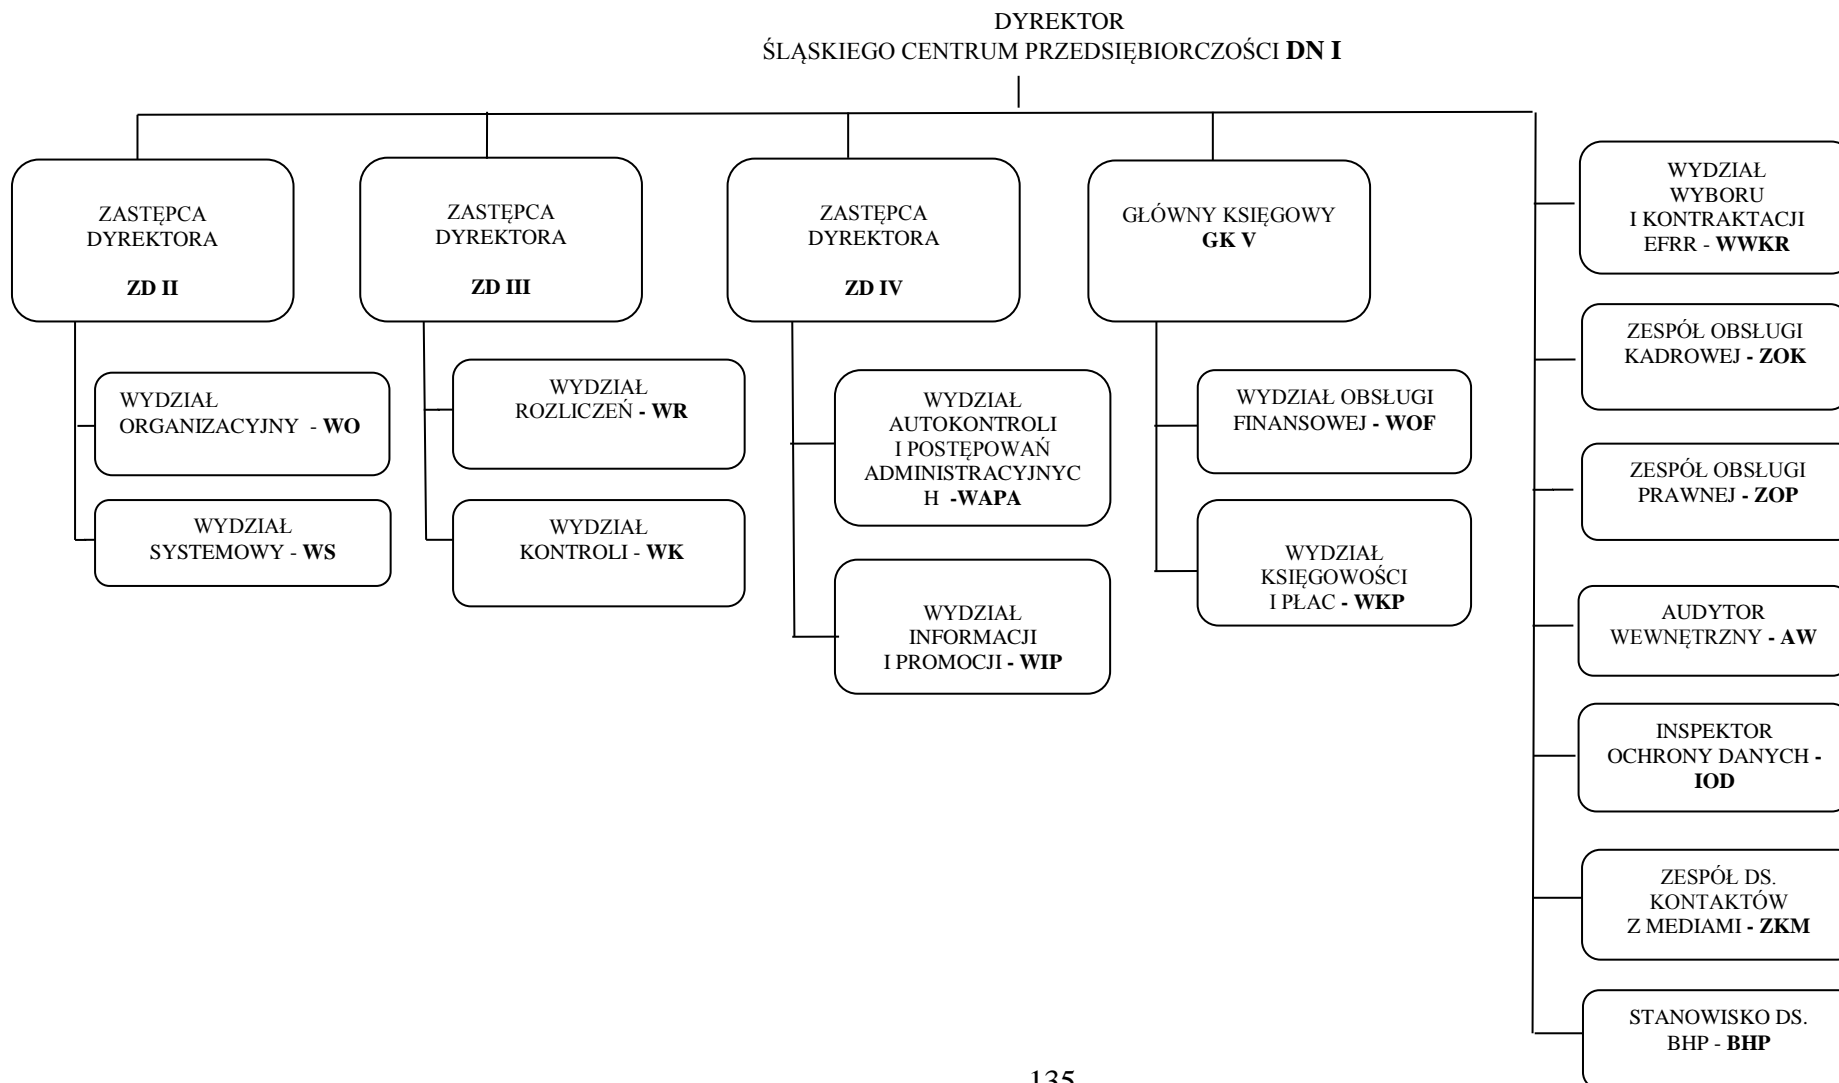 DYREKTOR
ŚLĄSKIEGO CENTRUM PRZEDSIĘBIORCZOŚCI DN I
ZASTĘPCA
DYREKTORA
ZD II
WYDZIAŁ
ORGANIZACYJNY - WO
WYDZIAŁ
SYSTEMOWY - WS
ZASTĘPCA
DYREKTORA
ZD III
WYDZIAŁ
ROZLICZEŃ - WR
WYDZIAŁ
KONTROLI - WK
ZASTĘPCA
DYREKTORA
ZD IV
WYDZIAŁ
AUTOKONTROLI
I POSTĘPOWAŃ
ADMINISTRACYJNYC
H -WAPA
WYDZIAŁ
INFORMACJI
I PROMOCJI - WIP
GŁÓWNY KSIĘGOWY
GK V
WYDZIAŁ OBSŁUGI
FINANSOWEJ - WOF
WYDZIAŁ
KSIĘGOWOŚCI
I PŁAC - WKP
WYDZIAŁ
WYBORU
I KONTRAKTACJI
EFRR - WWKR
ZESPÓŁ OBSŁUGI
KADROWEJ - ZOK
ZESPÓŁ OBSŁUGI
PRAWNEJ - ZOP
AUDYTOR
WEWNĘTRZNY - AW
INSPEKTOR
OCHRONY DANYCH -
IOD
ZESPÓŁ DS.
KONTAKTÓW
Z MEDIAMI - ZKM
STANOWISKO DS.
BHP - BHP
135